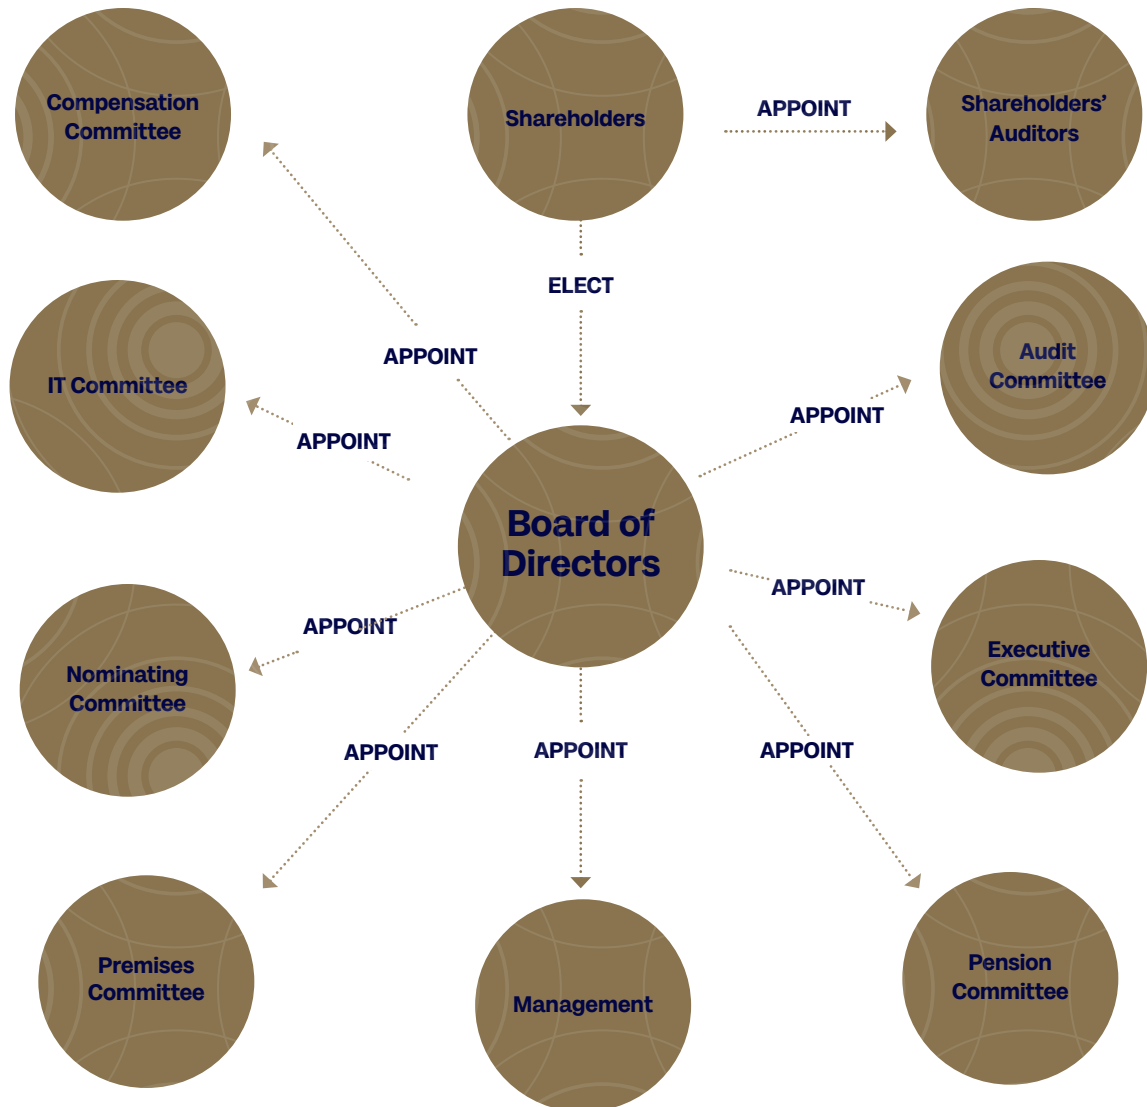 Compensation
Committee
Shareholders
APPOINT
Shareholders’
Auditors
ELECT
IT Committee
APPOINT
APPOINT
Audit
Committee
APPOINT
Board of
Directors
APPOINT
APPOINT
Nominating
Committee
Executive
Committee
APPOINT
APPOINT
APPOINT
Premises
Committee
Management
Pension
Committee